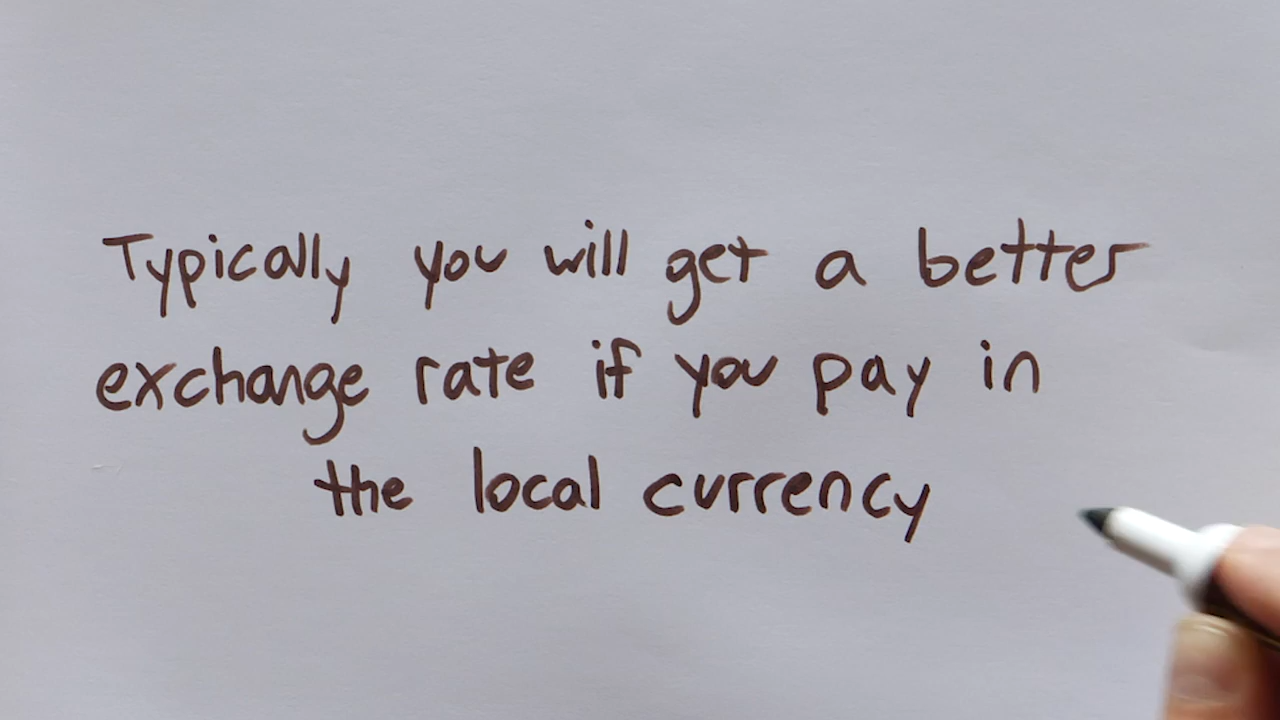 Typically you will get a better
exchange rate if you pay in
the local currency